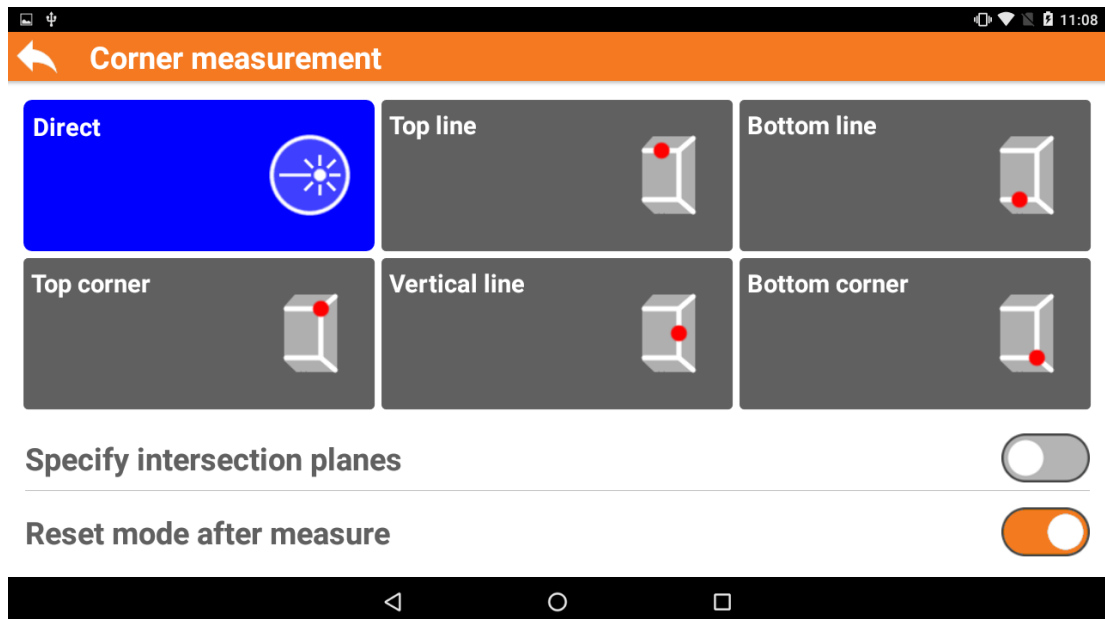 11:08
Corner measurement
Direct
Top line
Bottom line
Top corner
Vertical line
Bottom corner
Specify intersection planes
Reset mode after measure